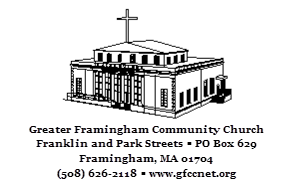 Greater Framingham Community Church
Franklin and Park Streets ▪ PO Box 629
Framingham, MA 01704
(508) 626-2118 ▪ www.gfccnet.org